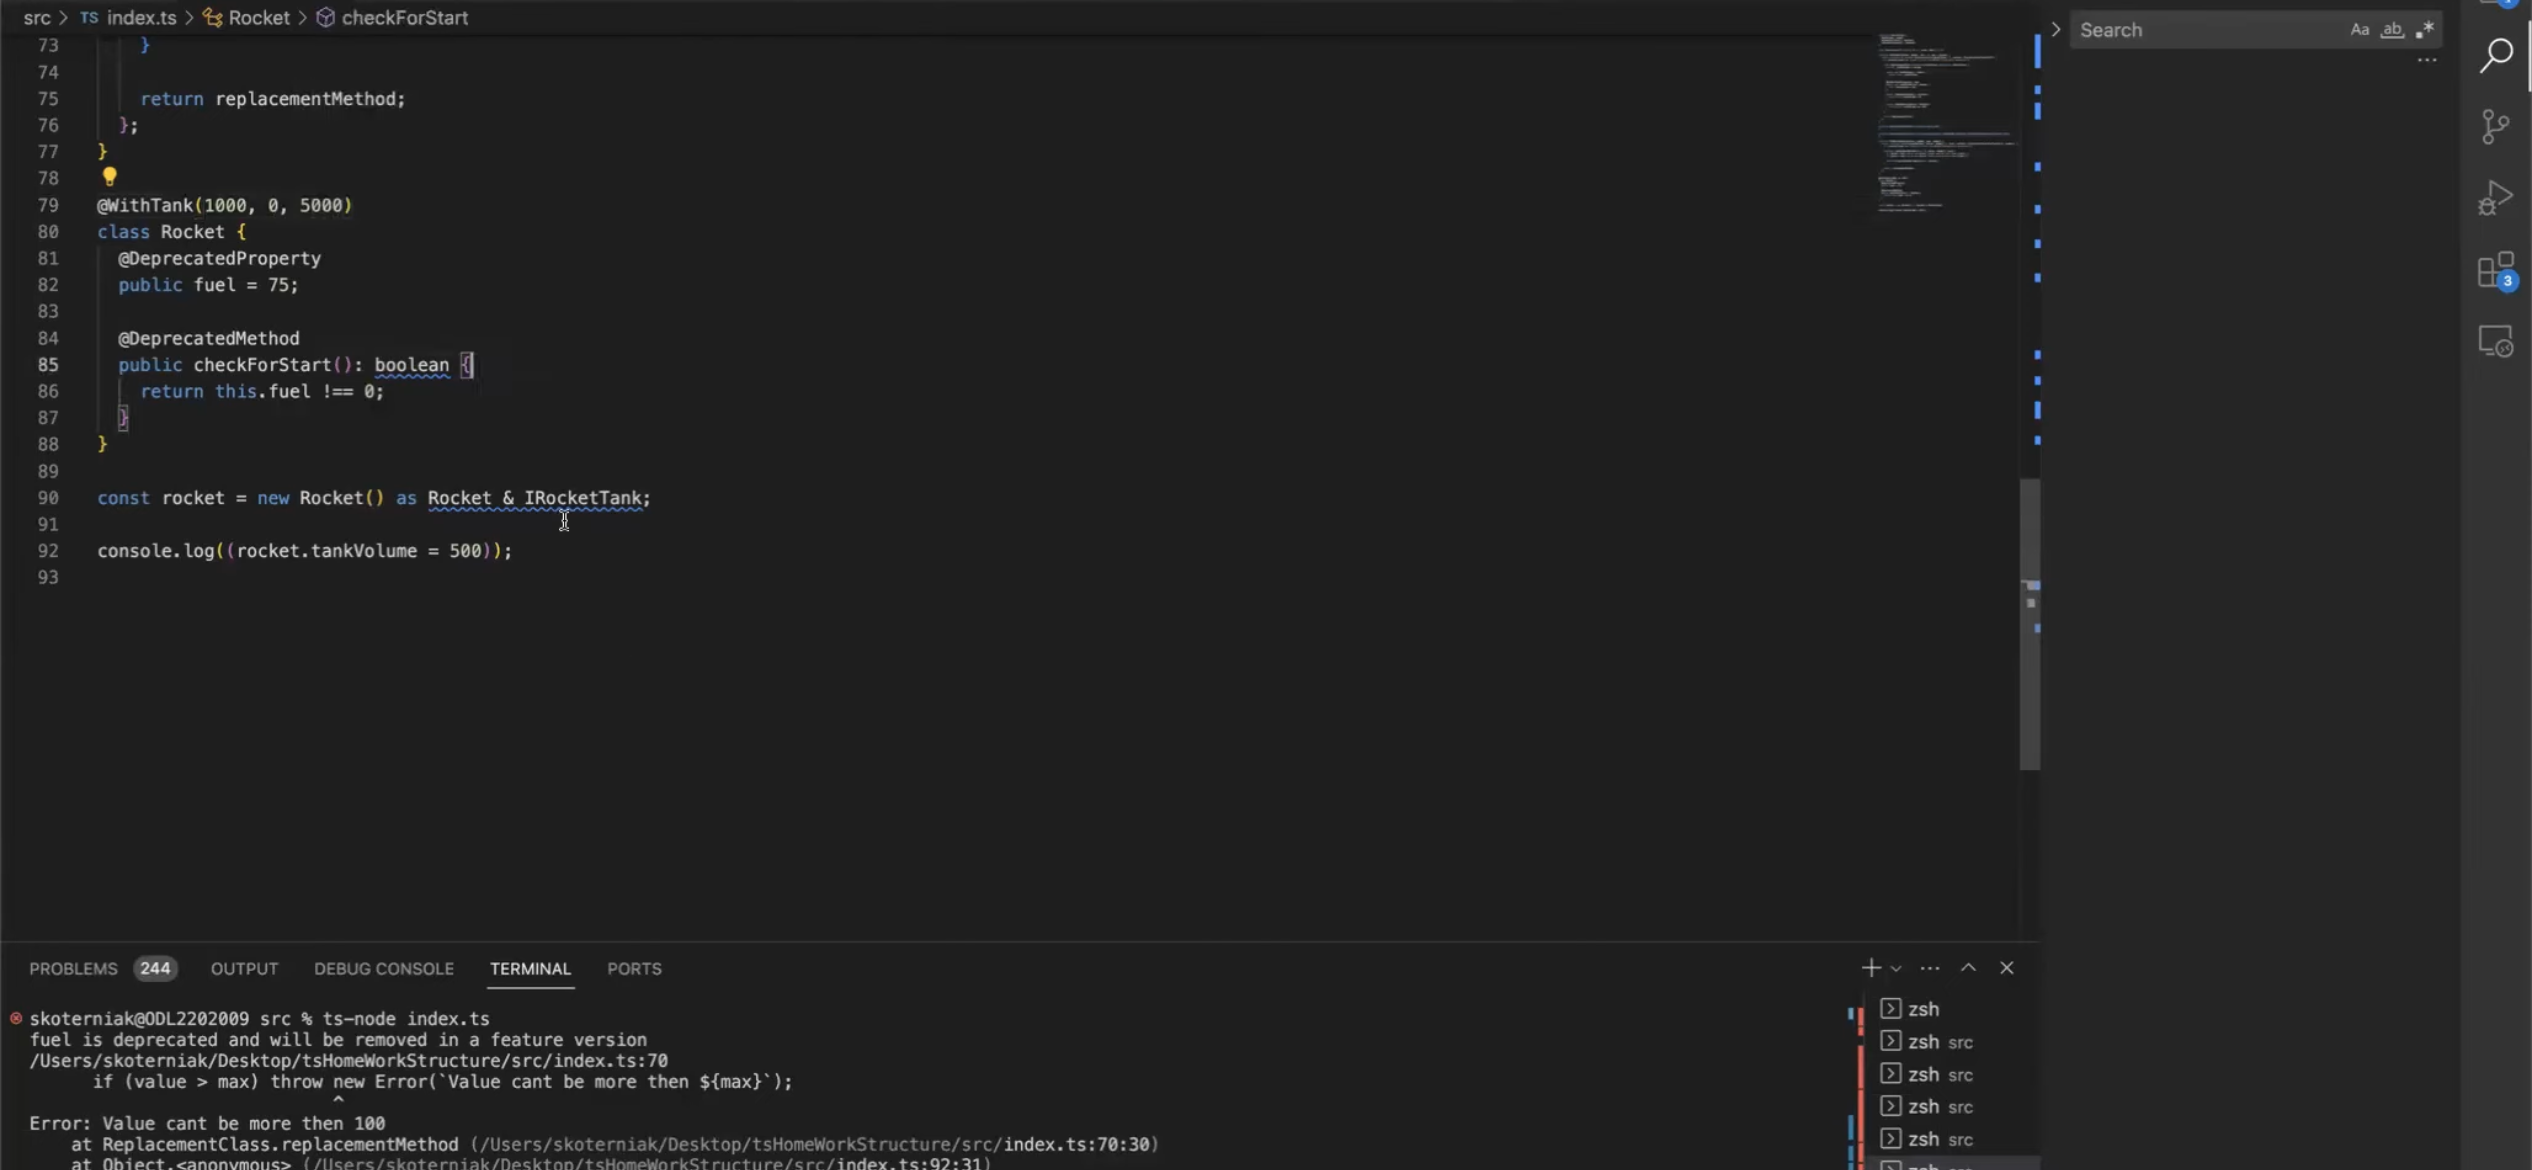 src > TS index.ts > Rocket > checkForStart
73 }
74
75 return replacementMethod;
76 };
77 }
78
79 @WithTank(1000, 0, 5000)
80 class Rocket {
81 @DeprecatedProperty
82 public fuel = 75;
83
84 @DeprecatedMethod
85 public checkForStart(): boolean {
86 return this.fuel !== 0;
87 }
88 }
89
90 const rocket = new Rocket() as Rocket & IRocketTank;
91
92 console.log((rocket.tankVolume = 500));
93
Search Aa ab .*
...
3
PROBLEMS 244 OUTPUT DEBUG CONSOLE TERMINAL PORTS
skoterniak@ODL2202009 src % ts-node index.ts
fuel is deprecated and will be removed in a feature version
/Users/skoterniak/Desktop/tsHomeWorkStructure/src/index.ts:70
if (value > max) throw new Error(`Value cant be more then ${max}`);
^
Error: Value cant be more then 100
at ReplacementClass.replacementMethod (/Users/skoterniak/Desktop/tsHomeWorkStructure/src/index.ts:70:30)
at Object.<anonymous> (/Users/skoterniak/Desktop/tsHomeWorkStructure/src/index.ts:92:31)
zsh
zsh src
zsh src
zsh src
zsh src